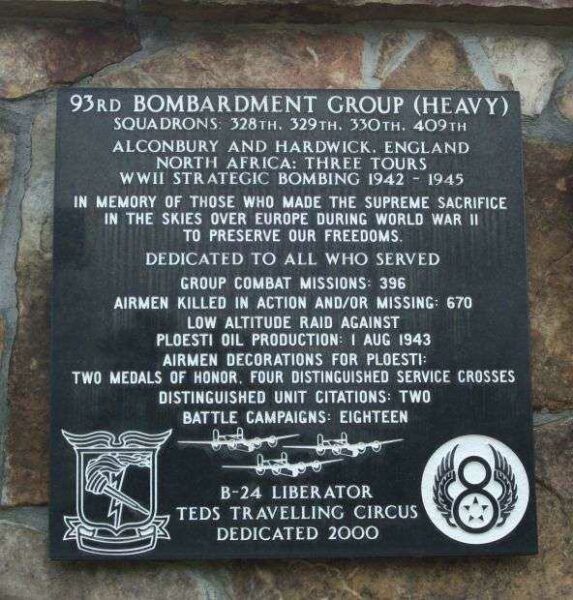 93RD BOMBARDMENT GROUP (HEAVY)
SQUADRONS: 328TH, 329TH, 330TH, 409TH
ALCONBURY AND HARDWICK, ENGLAND
NORTH AFRICA: THREE TOURS
WWII STRATEGIC BOMBING 1942 - 1945
IN MEMORY OF THOSE WHO MADE THE SUPREME SACRIFICE
IN THE SKIES OVER EUROPE DURING WORLD WAR II
TO PRESERVE OUR FREEDOMS.
DEDICATED TO ALL WHO SERVED
GROUP COMBAT MISSIONS: 396
AIRMEN KILLED IN ACTION AND/OR MISSING: 670
LOW ALTITUDE RAID AGAINST
PLOESTI OIL PRODUCTION: 1 AUG 1943
AIRMEN DECORATIONS FOR PLOESTI:
TWO MEDALS OF HONOR, FOUR DISTINGUISHED SERVICE CROSSES
DISTINGUISHED UNIT CITATIONS: TWO
BATTLE CAMPAIGNS: EIGHTEEN
B-24 LIBERATOR
TEDS TRAVELLING CIRCUS
DEDICATED 2000
8